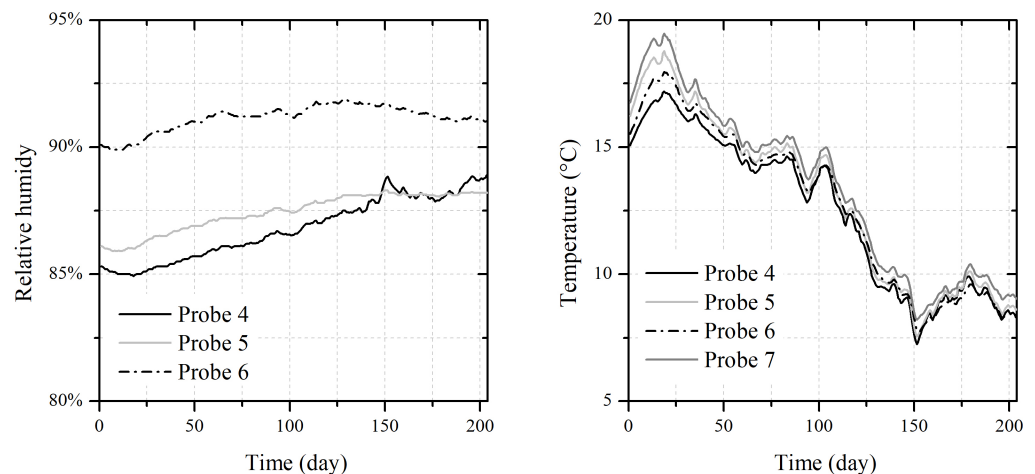 95%
90%
85%
80%
Relative humidy
Probe 4
Probe 5
Probe 6
0
50
100
150
200
Time (day)
20
15
10
5
Temperature (°C)
Probe 4
Probe 5
Probe 6
Probe 7
0
50
100
150
200
Time (day)